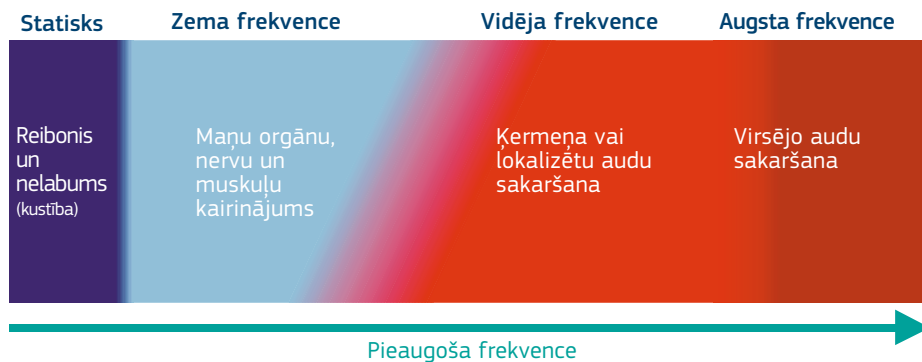 Statisks
Zema frekvence
Vidēja frekvence
Augsta frekvence
Reibonis
un
nelabums
(kustība)
Maņu orgānu,
nervu un
muskuļu
kairinājums
Ķermeņa vai
lokalizētu audu
sakaršana
Virsējo audu
sakaršana
Pieaugoša frekvence